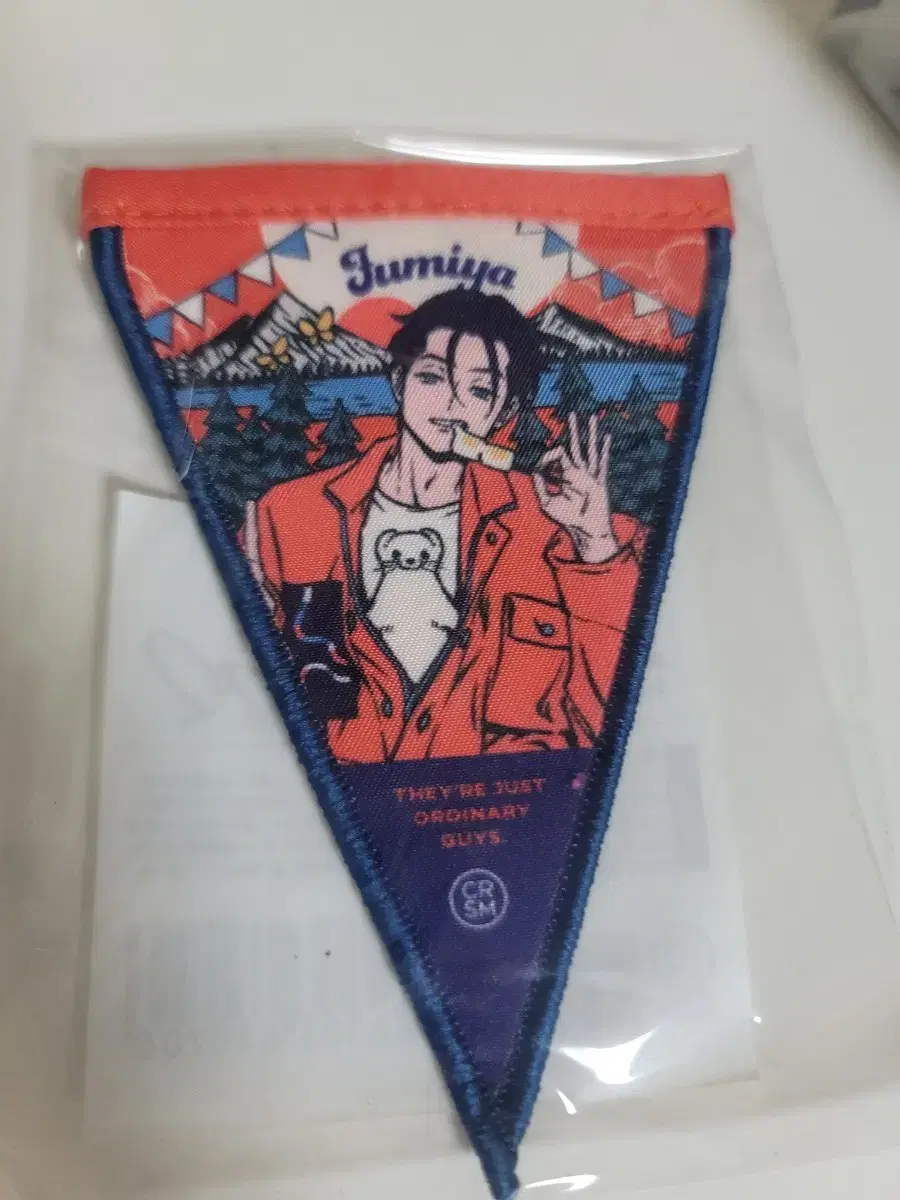 Fumiya
THEY'RE JUST
ORDINARY
GUYS.
CR
SM